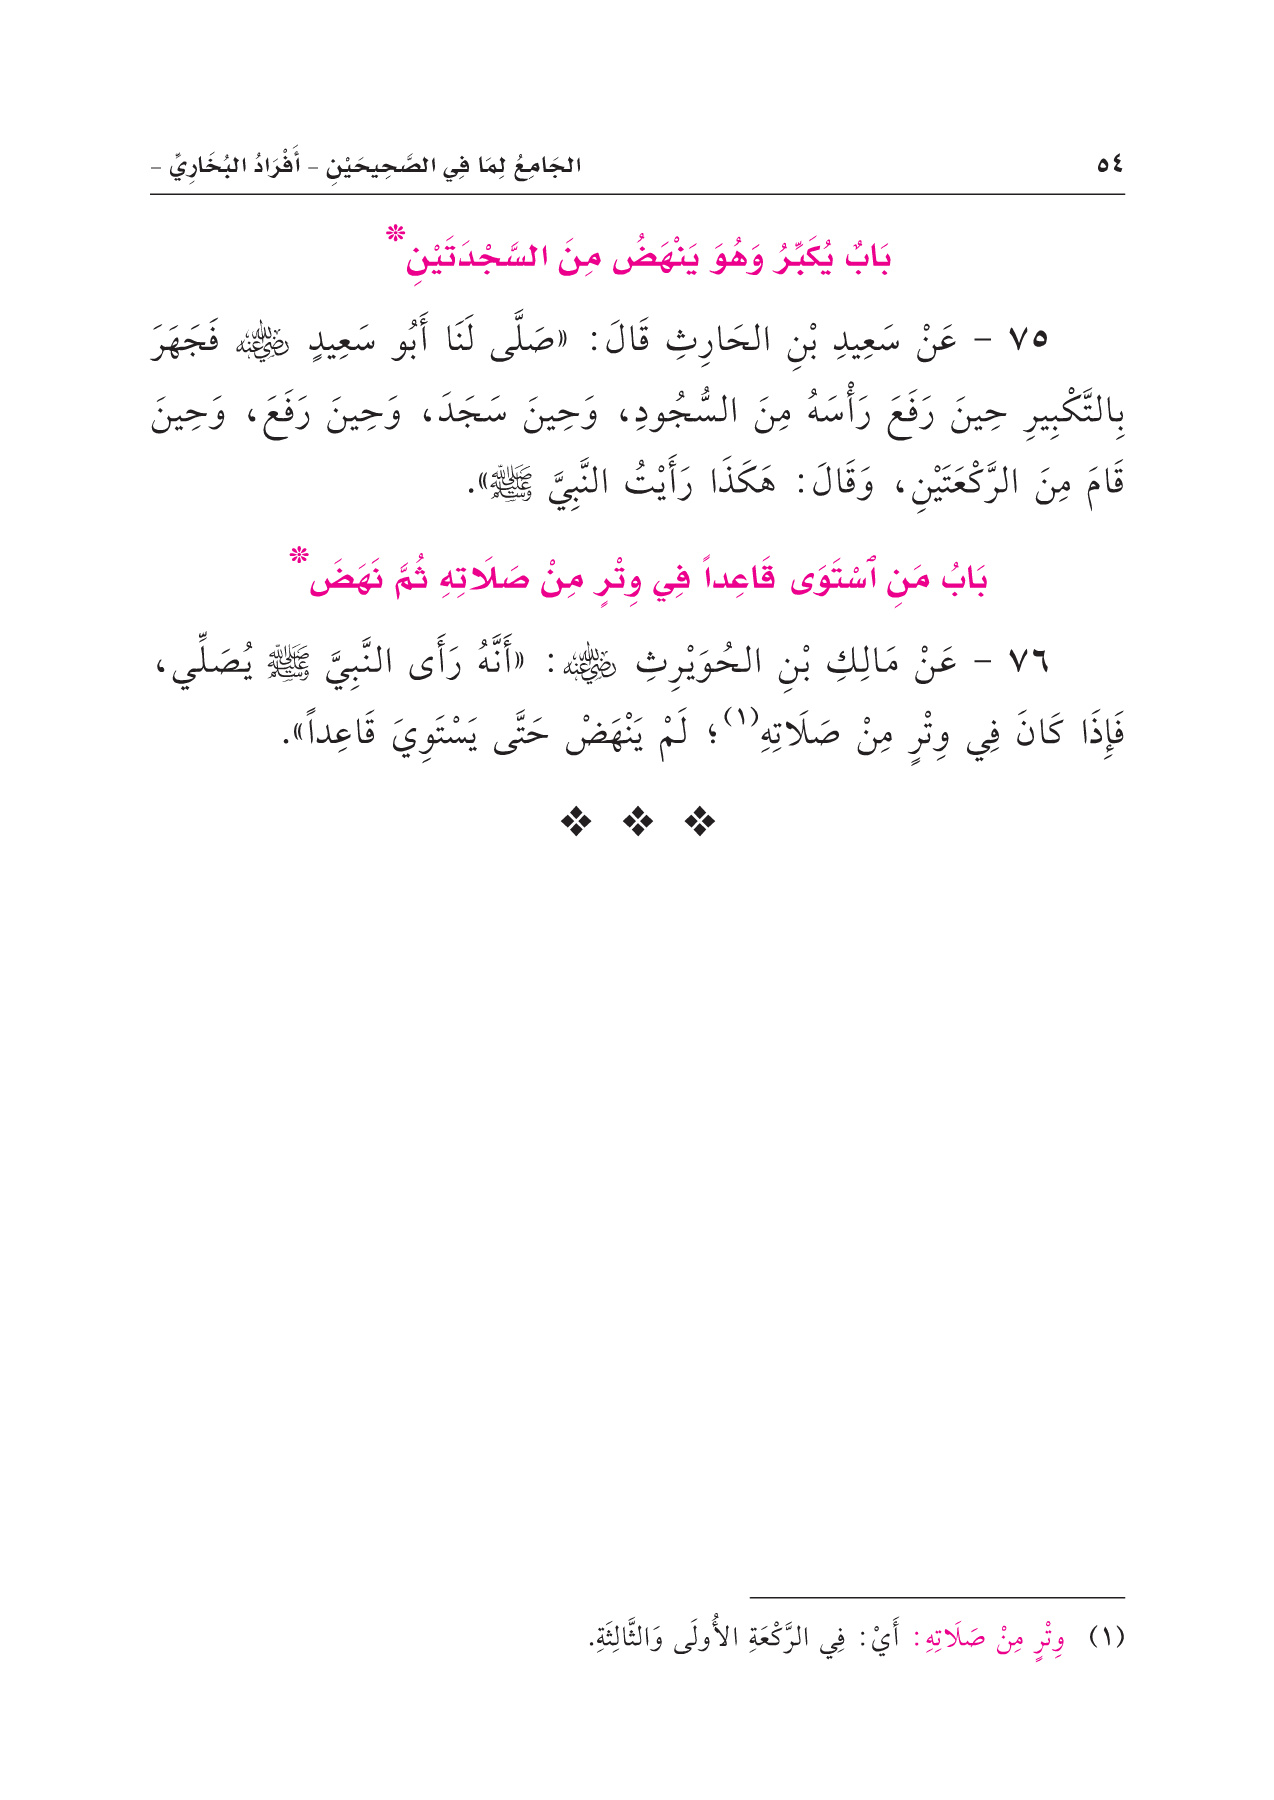 ٥٤ الجَامِعُ لِمَا فِي الصَّحِيحَيْنِ – أَفْرَادُ البُخَارِيِّ –
بَابٌ يُكَبِّرُ وَهُوَ يَنْهَضُ مِنَ السَّجْدَتَيْنِ*
٧٥ – عَنْ سَعِيدِ بْنِ الحَارِثِ قَالَ: «صَلَّى لَنَا أَبُو سَعِيدٍ رضي الله عنه فَجَهَرَ
بِالتَّكْبِيرِ حِينَ رَفَعَ رَأْسَهُ مِنَ السُّجُودِ، وَحِينَ سَجَدَ، وَحِينَ رَفَعَ، وَحِينَ
قَامَ مِنَ الرَّكْعَتَيْنِ، وَقَالَ: هَكَذَا رَأَيْتُ النَّبِيَّ ﷺ».
بَابُ مَنِ ٱسْتَوَى قَاعِداً فِي وِتْرٍ مِنْ صَلَاتِهِ ثُمَّ نَهَضَ*
٧٦ – عَنْ مَالِكِ بْنِ الحُوَيْرِثِ رضي الله عنه: «أَنَّهُ رَأَى النَّبِيَّ ﷺ يُصَلِّي،
فَإِذَا كَانَ فِي وِتْرٍ مِنْ صَلَاتِهِ(١)؛ لَمْ يَنْهَضْ حَتَّى يَسْتَوِيَ قَاعِداً».
(١) وِتْرٍ مِنْ صَلَاتِهِ: أَيْ: فِي الرَّكْعَةِ الأُولَى وَالثَّالِثَةِ.